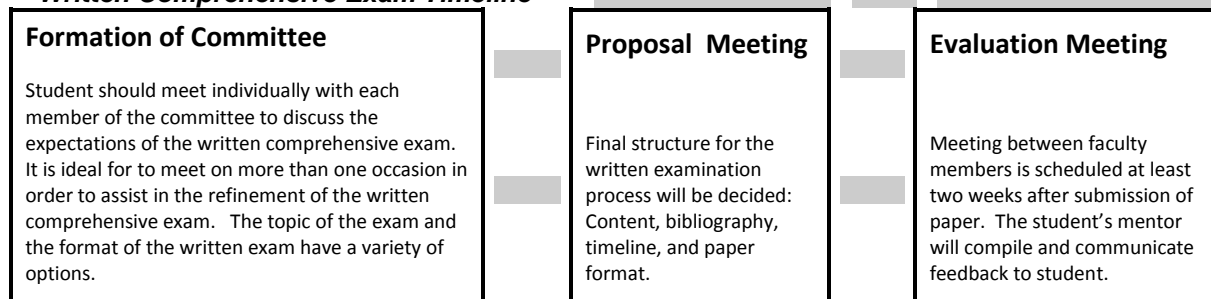 Written Comprehensive Exam Timeline
Formation of Committee
Student should meet individually with each
member of the committee to discuss the
expectations of the written comprehensive exam.
It is ideal for to meet on more than one occasion in
order to assist in the refinement of the written
comprehensive exam.   The topic of the exam and
the format of the written exam have a variety of
options.
Proposal  Meeting
Final structure for the
written examination
process will be decided:
Content, bibliography,
timeline, and paper
format.
Evaluation Meeting
Meeting between faculty
members is scheduled at least
two weeks after submission of
paper.  The student’s mentor
will compile and communicate
feedback to student.